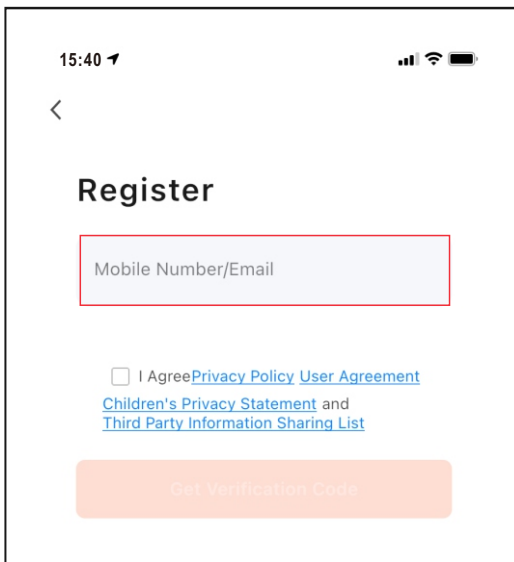 15:40
Register
Mobile Number/Email
I AgreePrivacy Policy User Agreement
Children's Privacy Statement and
Third Party Information Sharing List
Get Verification Code